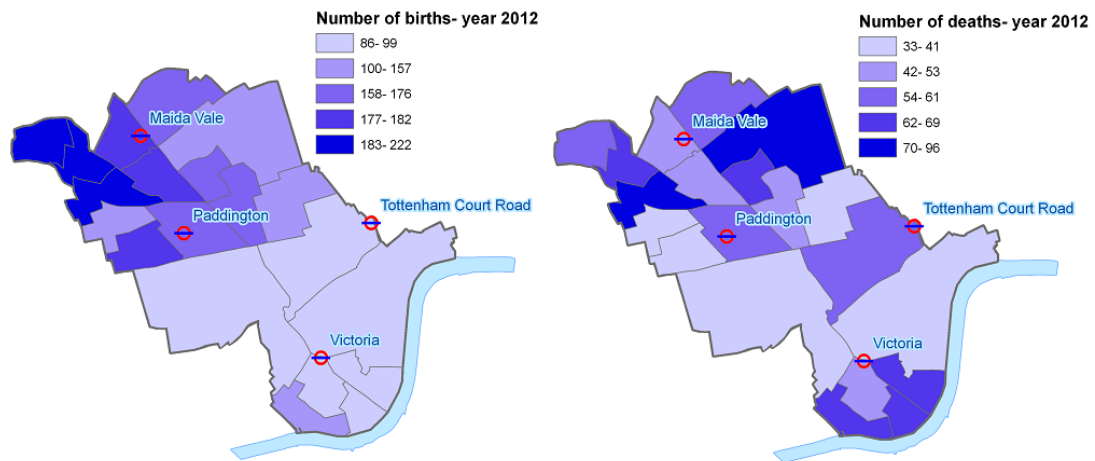 Number of births- year 2012
86- 99
100- 157
158- 176
177- 182
183- 222
Maida Vale
Paddington
Tottenham Court Road
Victoria
Number of deaths- year 2012
33- 41
42- 53
54- 61
62- 69
70- 96
Maida Vale
Paddington
Tottenham Court Road
Victoria